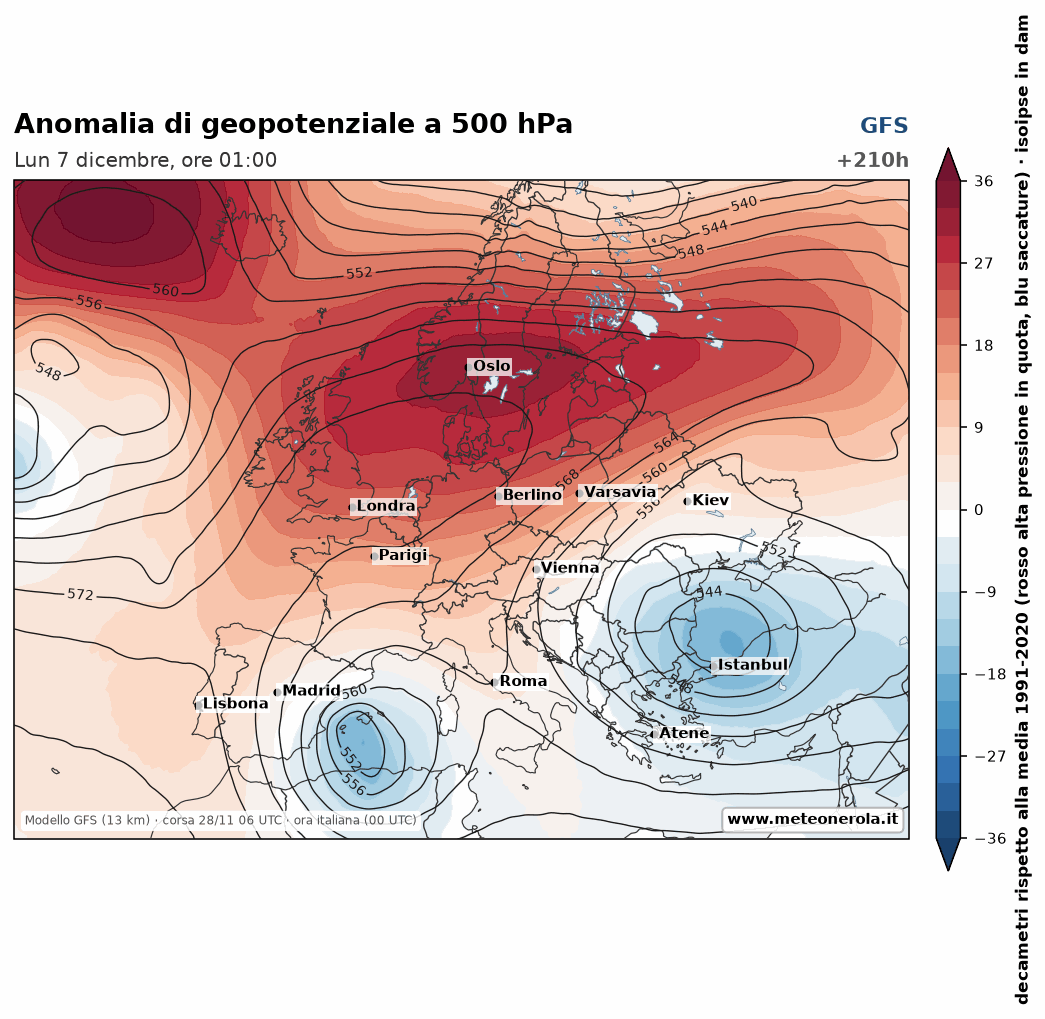 Anomalia di geopotenziale a 500 hPa
GFS
Lun 7 dicembre, ore 01:00
+210h
540
544
548
552
560
556
548
Oslo
564
568
560
556
Berlino
Varsavia
Kiev
Londra
Parigi
Vienna
552
572
544
Istanbul
Roma
Madrid
560
548
Lisbona
Atene
552
556
Modello GFS (13 km) · corsa 28/11 06 UTC · ora italiana (00 UTC)
www.meteonerola.it
36
27
18
9
0
−9
−18
−27
−36
decametri rispetto alla media 1991-2020 (rosso alta pressione in quota, blu saccature) · isoipse in dam